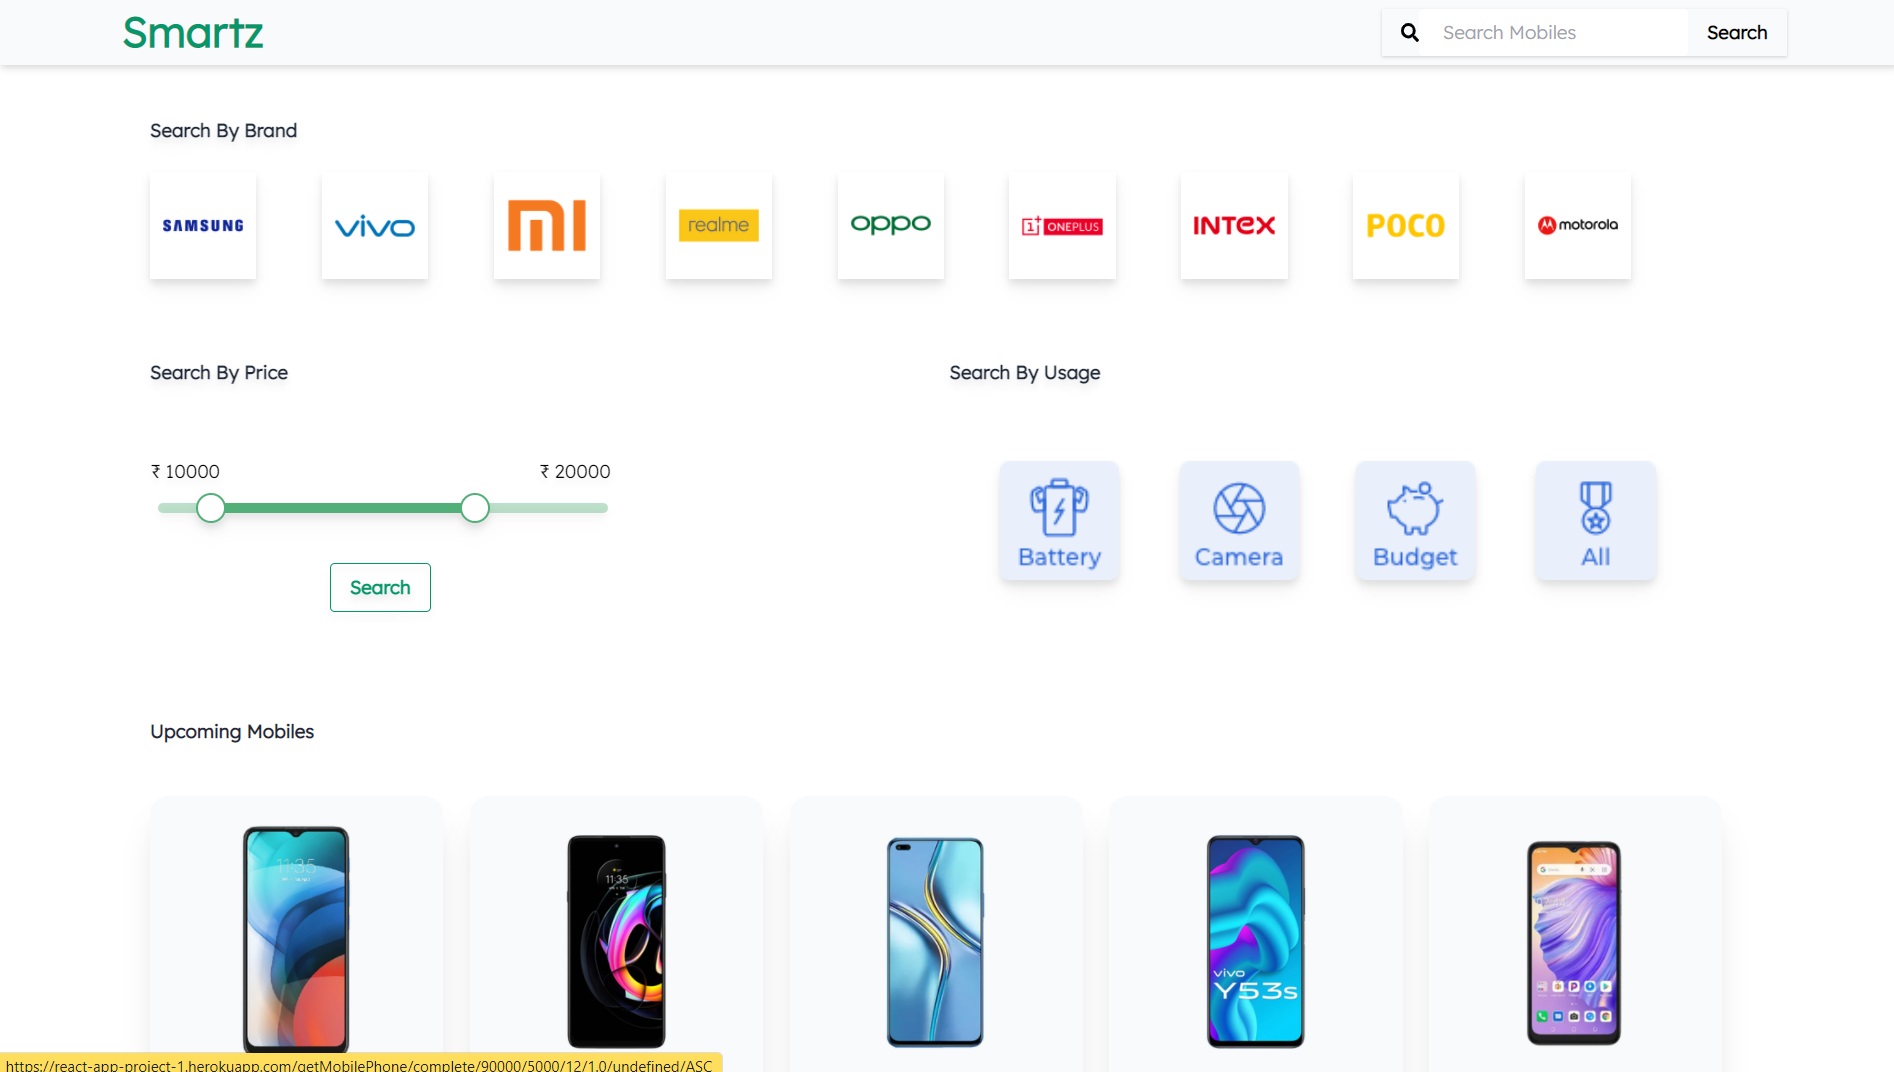 Smartz
Search Mobiles
Search
Search By Brand
SAMSUNG
vivo
mi
realme
oppo
1+ ONEPLUS
INTEX
POCO
motorola
Search By Price
Search By Usage
₹ 10000
₹ 20000
Battery
Camera
Budget
All
Search
Upcoming Mobiles
11:35
11:35
vivo
Y53s
https://react-app-project-1.herokuapp.com/getMobilePhone/complete/90000/5000/12/1.0/undefined/ASC